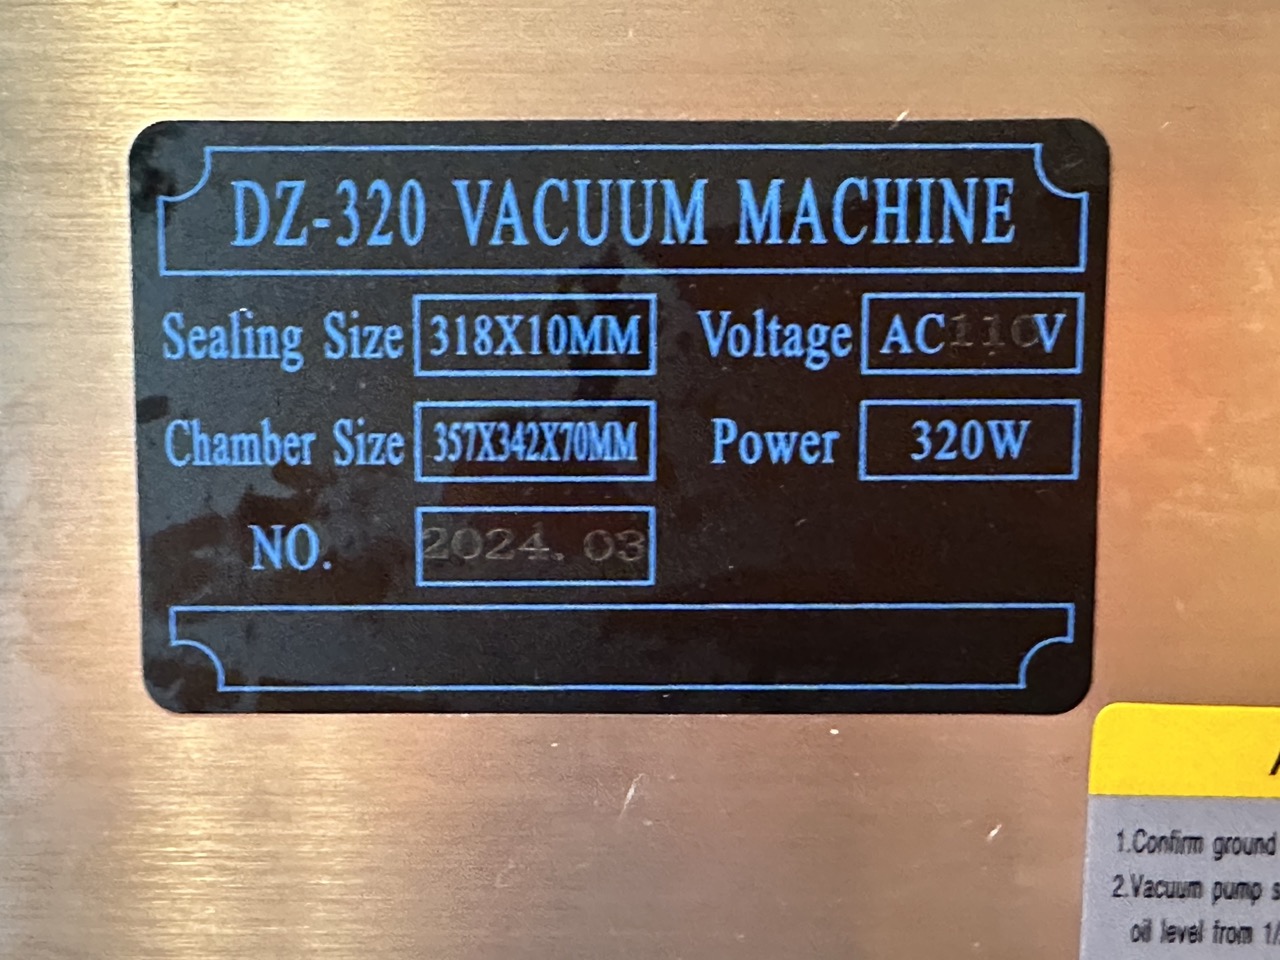 DZ-320 VACUUM MACHINE
Sealing Size 318X10MM Voltage AC110V
Chamber Size 357X342X70MM Power 320W
NO. 2024.03
1.Confirm ground
2.Vacuum pump s
oil level from 1/